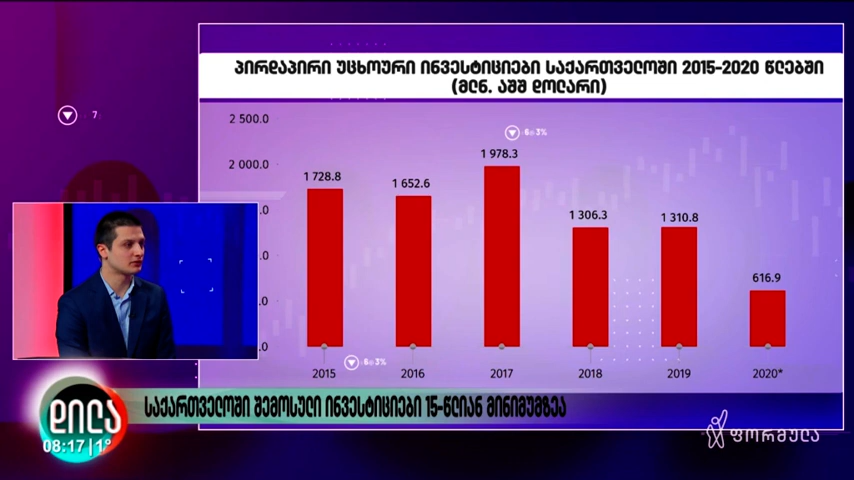 პირდაპირი უცხოური ინვესტიციები საქართველოში 2015-2020 წლებში
(მლნ. აშშ დოლარი)
2 500.0
2 000.0
1 728.8
1 652.6
1 978.3
1 306.3
1 310.8
616.9
2015
2016
2017
2018
2019
2020*
საქართველოში შემოსული ინვესტიციები 15-წლიან მინიმუმზეა
დილა
08:17 | 1°
ფორმულა